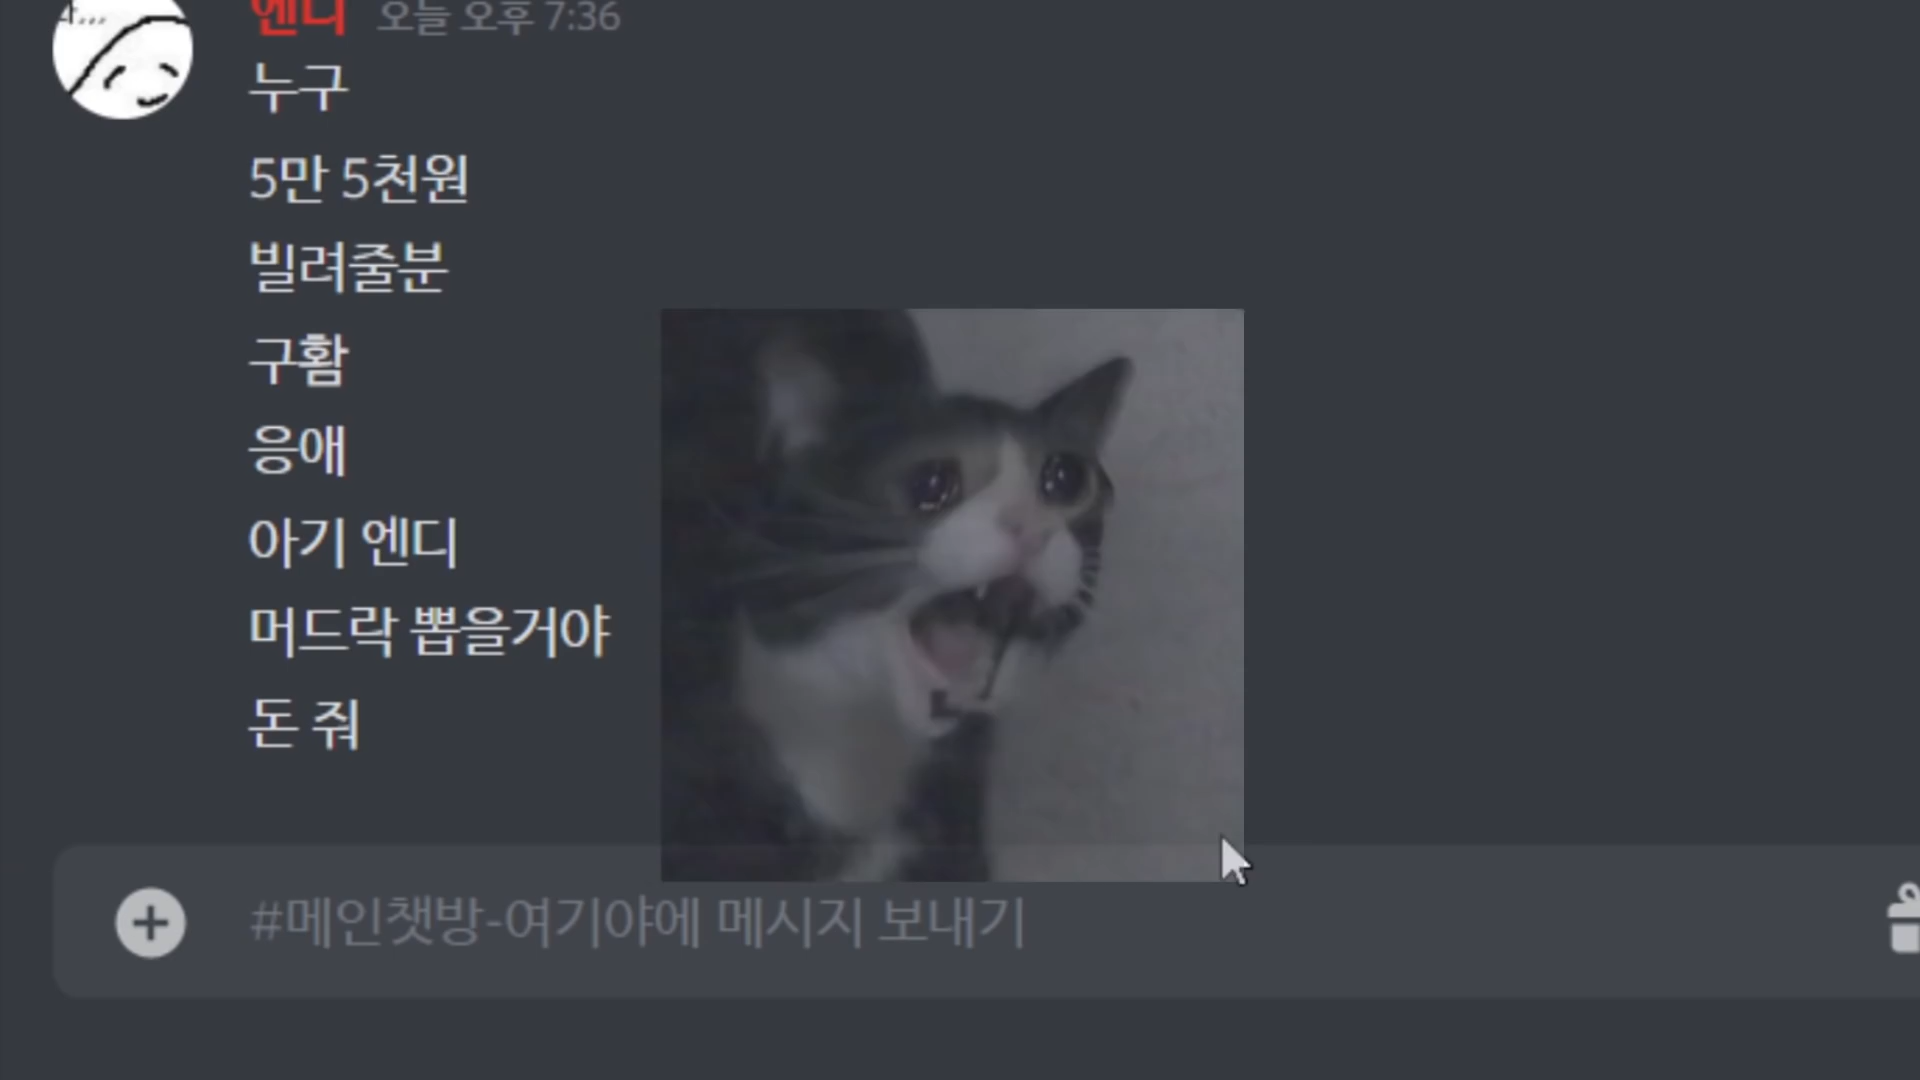 엔디 오늘 오후 7:36
누구
5만 5천원
빌려줄분
구홤
응애
아기 엔디
머드락 뽑을거야
돈 줘
#메인챗방-여기야에 메시지 보내기